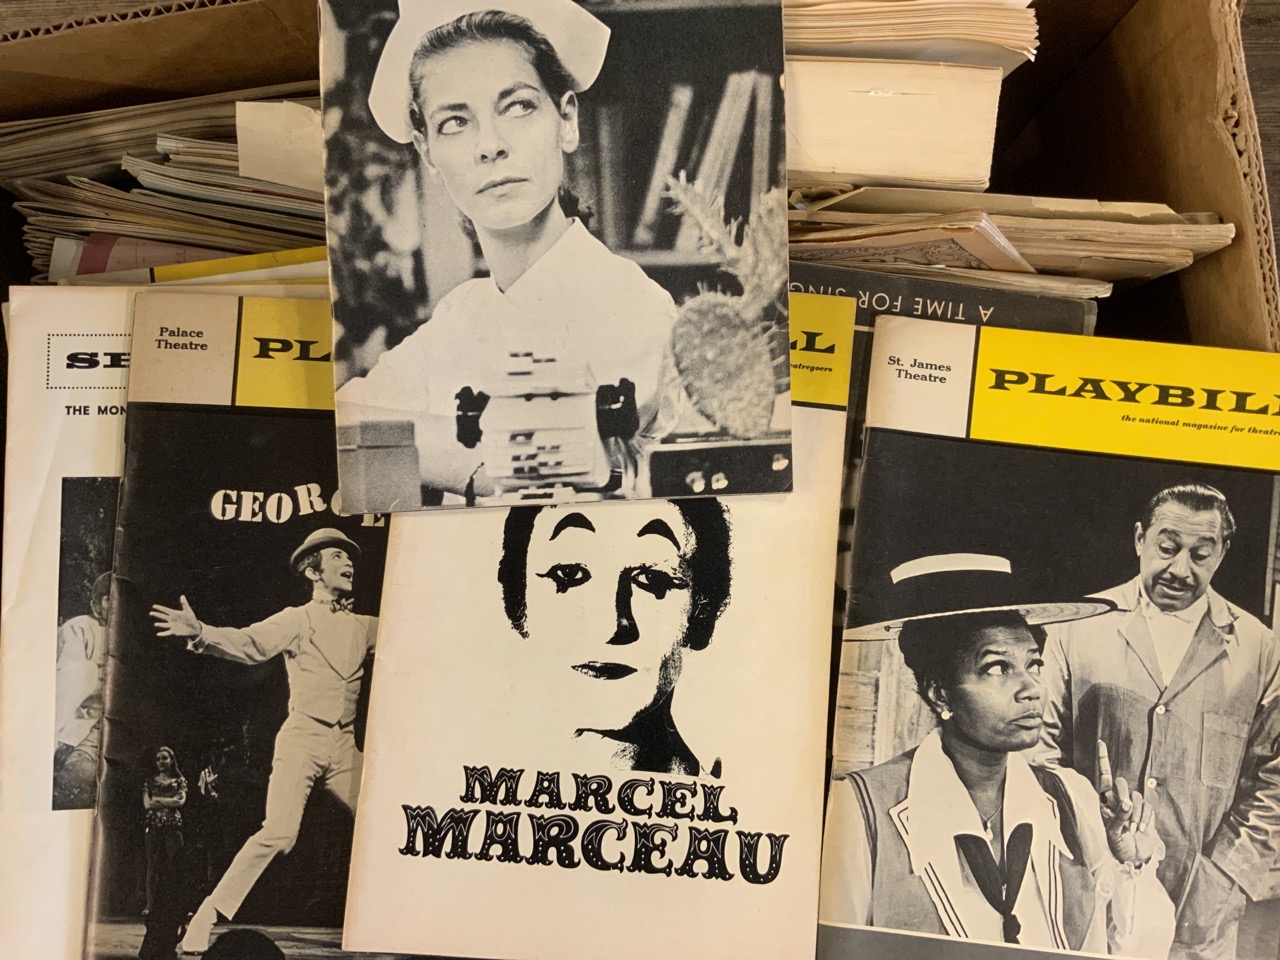 A TIME FOR SING
SH
THE MON
Palace
Theatre
PL
GEORGE
LL
eatregoers
St. James
Theatre
PLAYBILL
the national magazine for theatre
MARCEL
MARCEAU